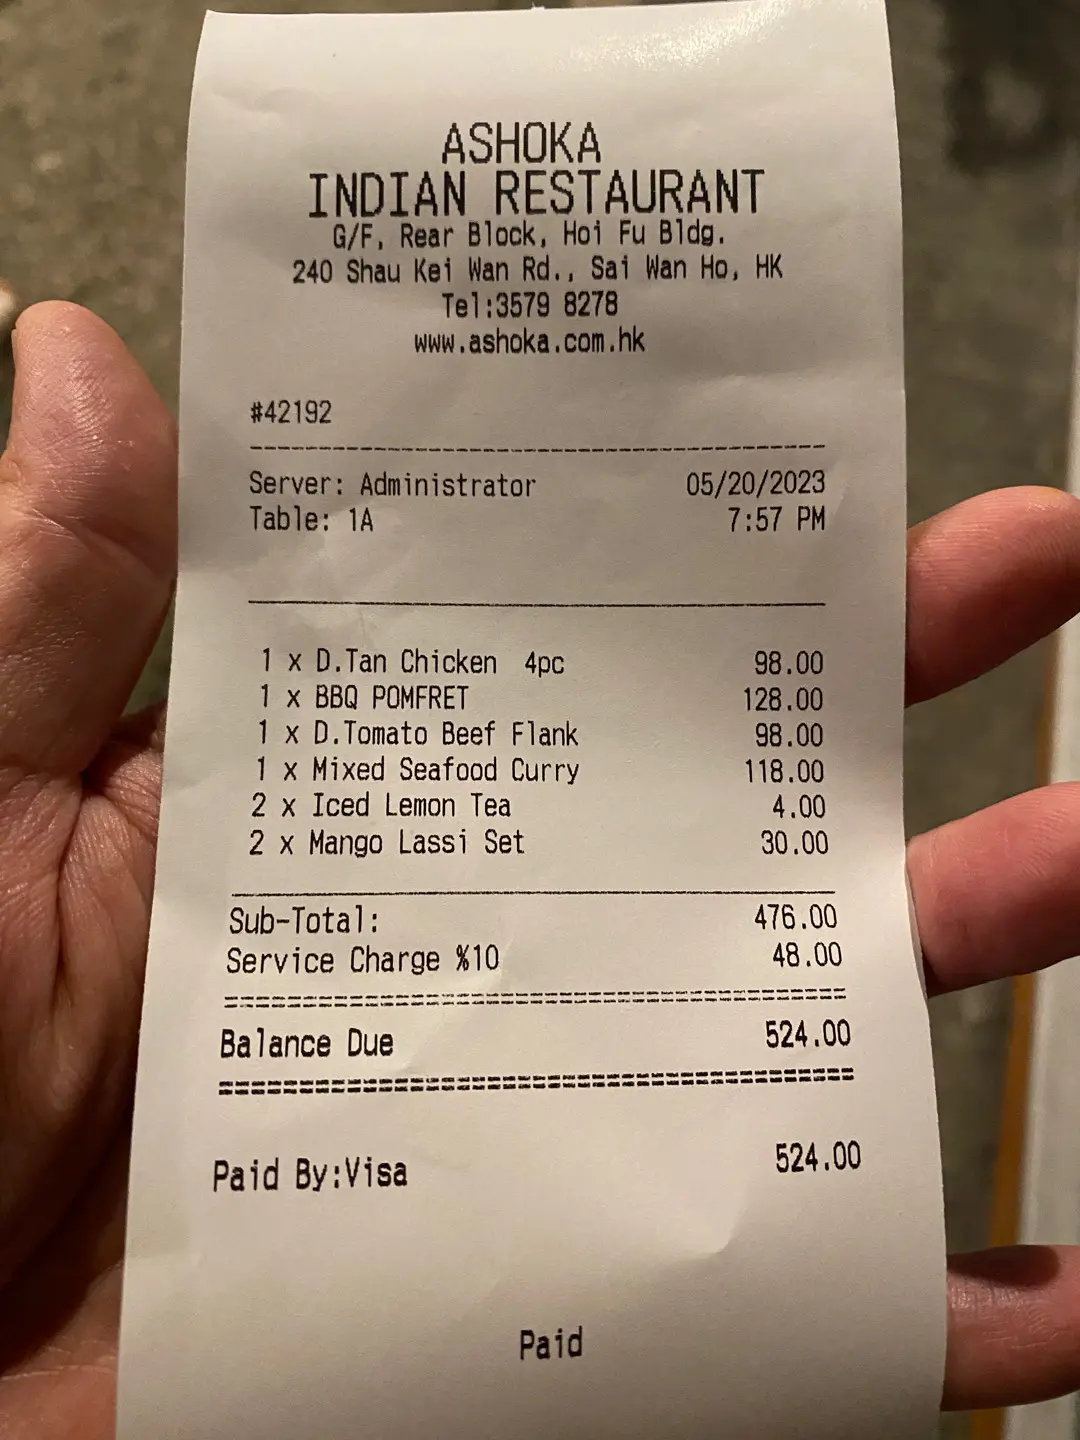 ASHOKA
INDIAN RESTAURANT
G/F, Rear Block, Hoi Fu Bldg.
240 Shau Kei Wan Rd., Sai Wan Ho, HK
Tel:3579 8278
www.ashoka.com.hk
#42192
Server: Administrator 05/20/2023
Table: 1A 7:57 PM
1 x D.Tan Chicken 4pc 98.00
1 x BBQ POMFRET 128.00
1 x D.Tomato Beef Flank 98.00
1 x Mixed Seafood Curry 118.00
2 x Iced Lemon Tea 4.00
2 x Mango Lassi Set 30.00
Sub-Total: 476.00
Service Charge %10 48.00
Balance Due 524.00
Paid By:Visa 524.00
Paid